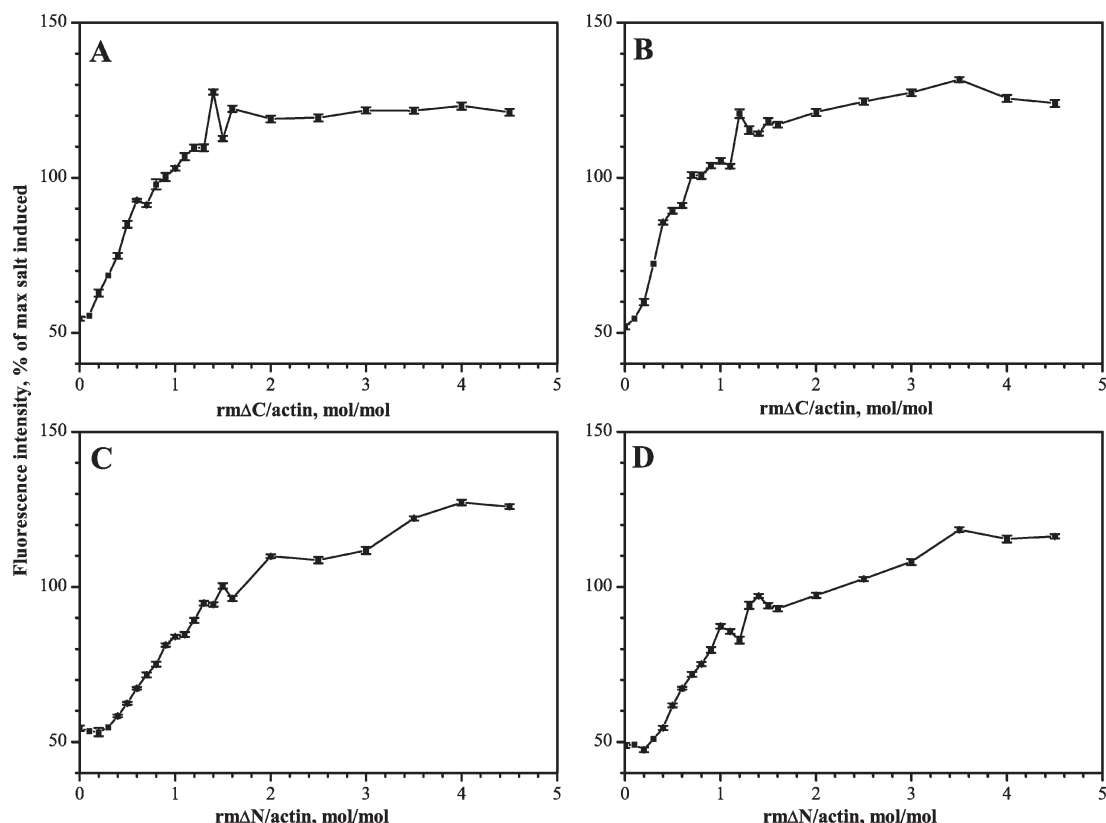 Fluorescence intensity, % of max salt induced
A
150
100
50
0 1 2 3 4 5
rmΔC/actin, mol/mol
B
150
100
50
0 1 2 3 4 5
rmΔC/actin, mol/mol
C
150
100
50
0 1 2 3 4 5
rmΔN/actin, mol/mol
D
150
100
50
0 1 2 3 4 5
rmΔN/actin, mol/mol